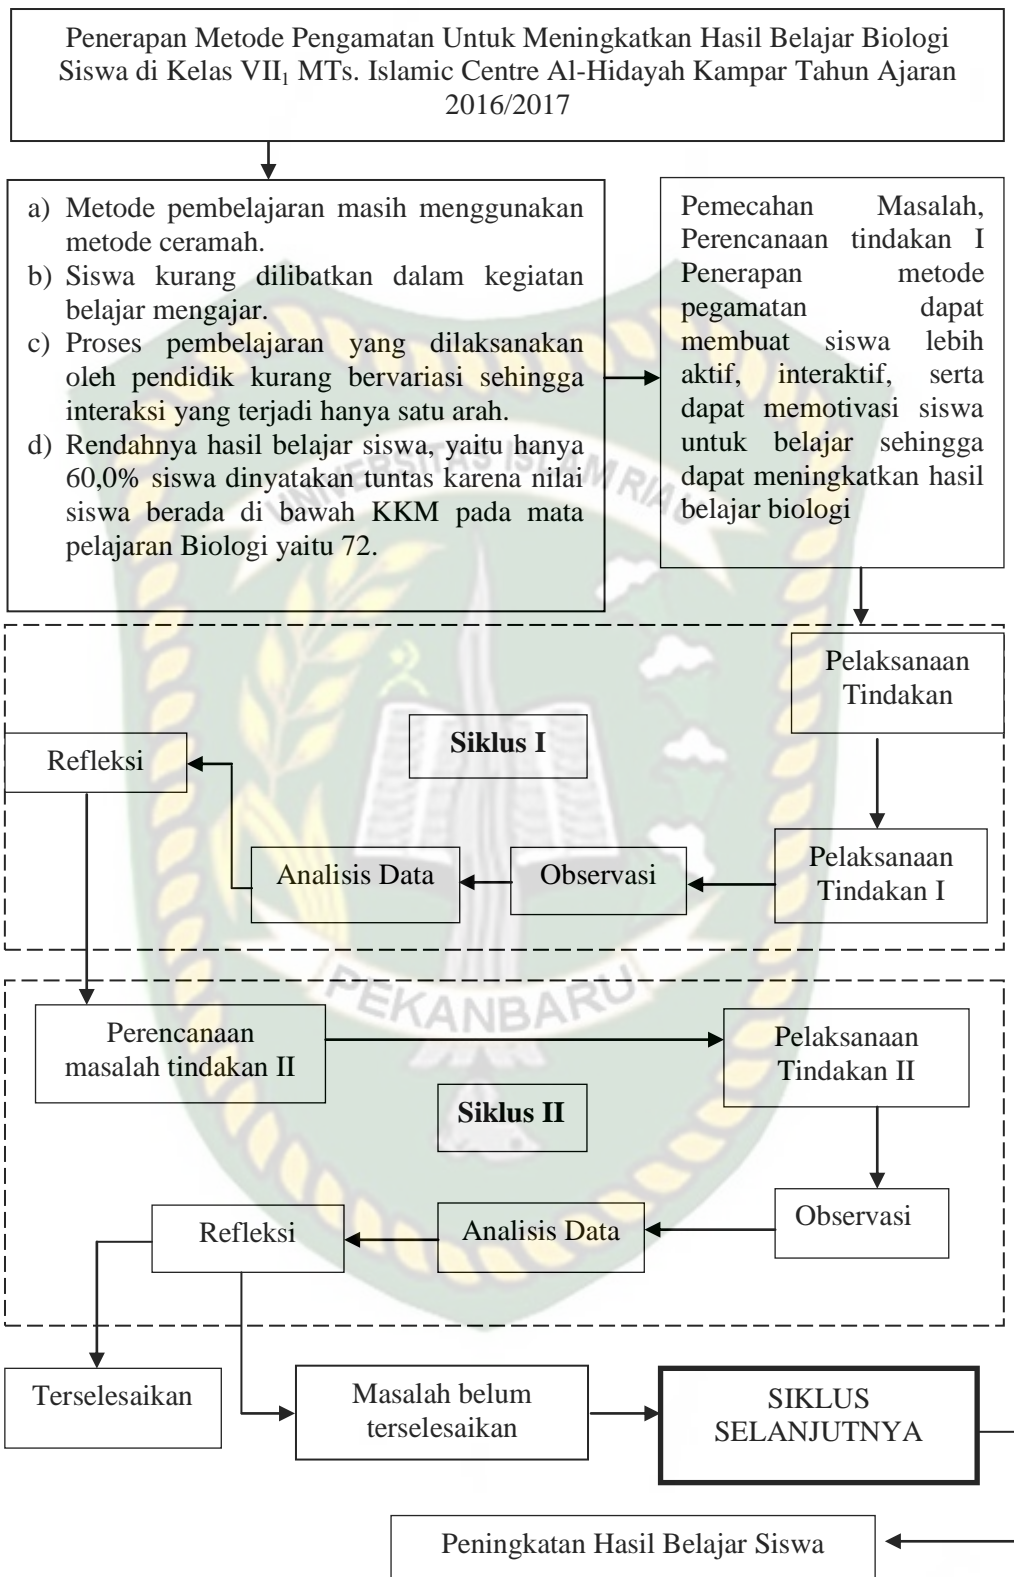 Penerapan Metode Pengamatan Untuk Meningkatkan Hasil Belajar Biologi
Siswa di Kelas VII₁ MTs. Islamic Centre Al-Hidayah Kampar Tahun Ajaran
2016/2017
a) Metode pembelajaran masih menggunakan
metode ceramah.
b) Siswa kurang dilibatkan dalam kegiatan
belajar mengajar.
c) Proses pembelajaran yang dilaksanakan
oleh pendidik kurang bervariasi sehingga
interaksi yang terjadi hanya satu arah.
d) Rendahnya hasil belajar siswa, yaitu hanya
60,0% siswa dinyatakan tuntas karena nilai
siswa berada di bawah KKM pada mata
pelajaran Biologi yaitu 72.
Pemecahan Masalah,
Perencanaan tindakan I
Penerapan metode
pegamatan dapat
membuat siswa lebih
aktif, interaktif, serta
dapat memotivasi siswa
untuk belajar sehingga
dapat meningkatkan hasil
belajar biologi
UNIVERSITAS ISLAM RIAU
Pelaksanaan
Tindakan
Siklus I
Refleksi
Analisis Data
Observasi
Pelaksanaan
Tindakan I
PEKANBARU
Perencanaan
masalah tindakan II
Pelaksanaan
Tindakan II
Siklus II
Refleksi
Analisis Data
Observasi
Terselesaikan
Masalah belum
terselesaikan
SIKLUS
SELANJUTNYA
Peningkatan Hasil Belajar Siswa